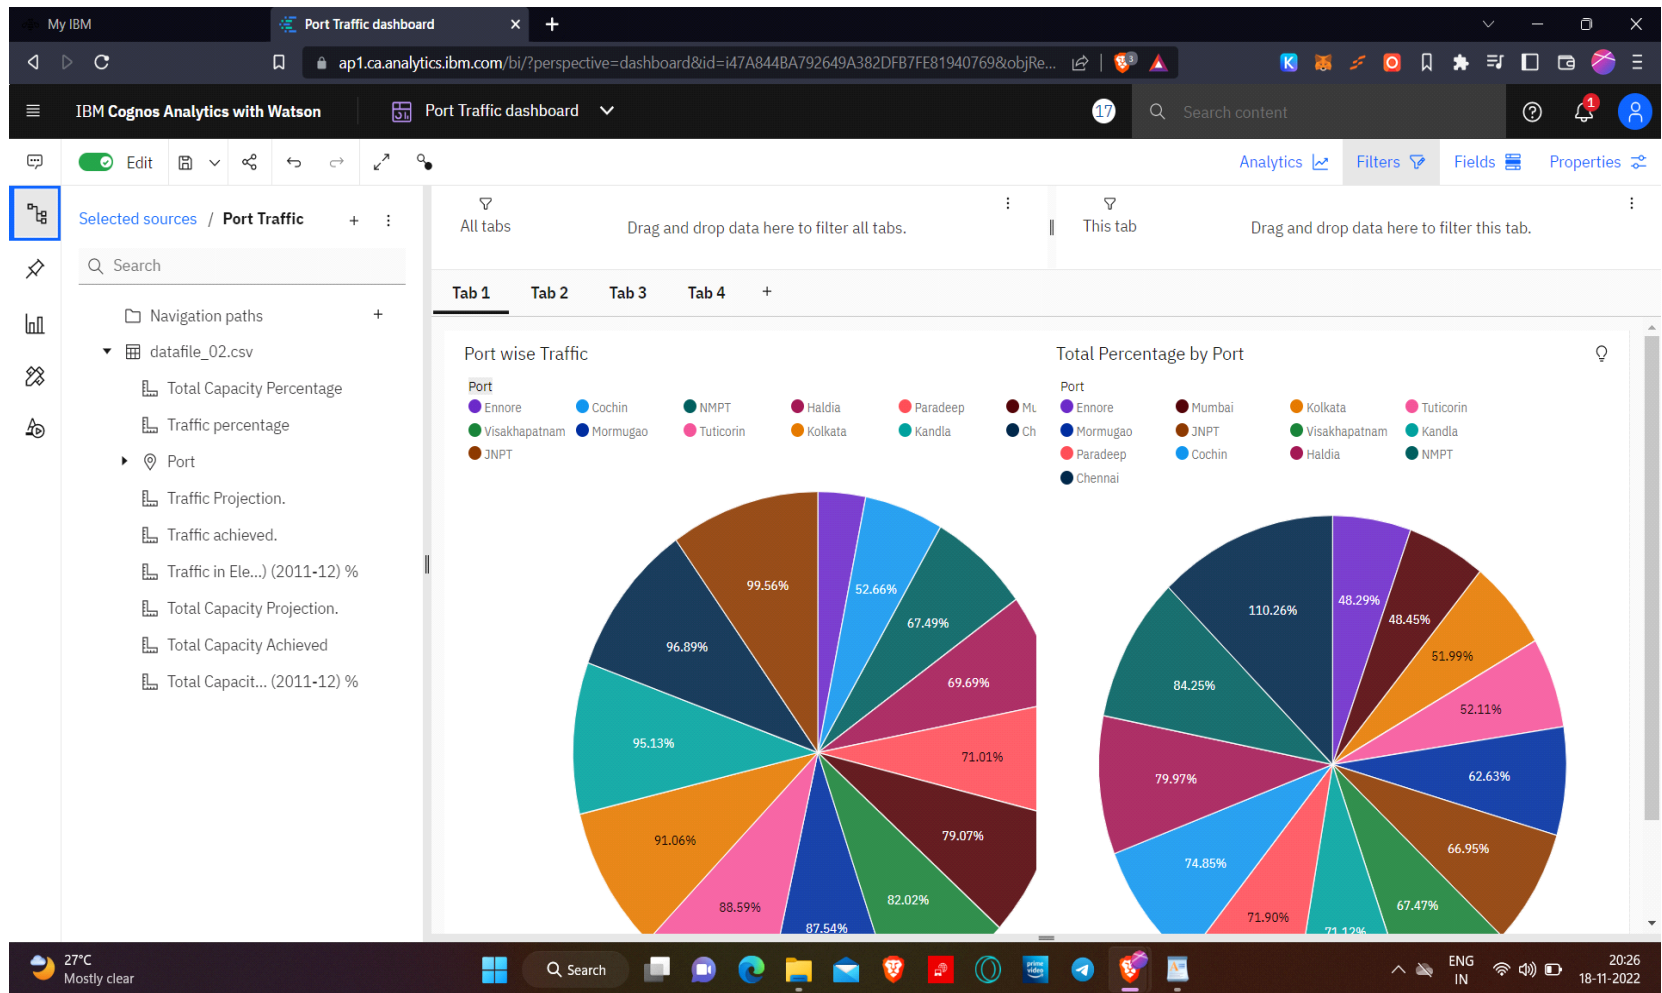 My IBM
Port Traffic dashboard
ap1.ca.analytics.ibm.com/bi/?perspective=dashboard&id=i47A844BA792649A382DFB7FE81940769&objRe...
3
K
IBM Cognos Analytics with Watson
Port Traffic dashboard
17
Search content
1
Edit
Analytics
Filters
Fields
Properties
Selected sources / Port Traffic
Search
Navigation paths
datafile_02.csv
Total Capacity Percentage
Traffic percentage
Port
Traffic Projection.
Traffic achieved.
Traffic in Ele...) (2011-12) %
Total Capacity Projection.
Total Capacity Achieved
Total Capacit... (2011-12) %
All tabs
Drag and drop data here to filter all tabs.
This tab
Drag and drop data here to filter this tab.
Tab 1 Tab 2 Tab 3 Tab 4 +
Port wise Traffic
Port
Ennore Cochin NMPT Haldia Paradeep Mu
Visakhapatnam Mormugao Tuticorin Kolkata Kandla Ch
JNPT
52.66%
67.49%
69.69%
71.01%
79.07%
82.02%
87.54%
88.59%
91.06%
95.13%
96.89%
99.56%
Total Percentage by Port
Port
Ennore Mumbai Kolkata Tuticorin
Mormugao JNPT Visakhapatnam Kandla
Paradeep Cochin Haldia NMPT
Chennai
48.29%
48.45%
51.99%
52.11%
62.63%
66.95%
67.47%
71.12%
71.90%
74.85%
79.97%
84.25%
110.26%
27°C
Mostly clear
Search
prime
video
ENG
IN
20:26
18-11-2022